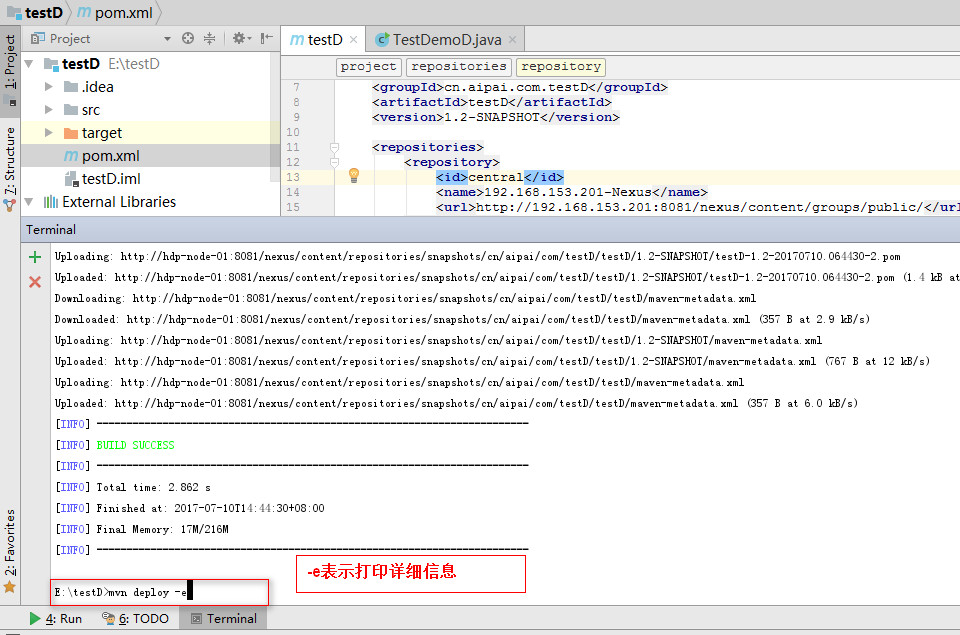 testD pom.xml
1: Project
Project
testD E:\testD
.idea
src
target
pom.xml
testD.iml
External Libraries
7: Structure
2: Favorites
testD TestDemoD.java
project repositories repository
7 <groupId>cn.aipai.com.testD</groupId>
8 <artifactId>testD</artifactId>
9 <version>1.2-SNAPSHOT</version>
10
11 <repositories>
12 <repository>
13 <id>central</id>
14 <name>192.168.153.201-Nexus</name>
15 <url>http://192.168.153.201:8081/nexus/content/groups/public/</url
Terminal
Uploading: http://hdp-node-01:8081/nexus/content/repositories/snapshots/cn/aipai/com/testD/testD/1.2-SNAPSHOT/testD-1.2-20170710.064430-2.pom
Uploaded: http://hdp-node-01:8081/nexus/content/repositories/snapshots/cn/aipai/com/testD/testD/1.2-SNAPSHOT/testD-1.2-20170710.064430-2.pom (1.4 kB at
Downloading: http://hdp-node-01:8081/nexus/content/repositories/snapshots/cn/aipai/com/testD/testD/maven-metadata.xml
Downloaded: http://hdp-node-01:8081/nexus/content/repositories/snapshots/cn/aipai/com/testD/testD/maven-metadata.xml (357 B at 2.9 kB/s)
Uploading: http://hdp-node-01:8081/nexus/content/repositories/snapshots/cn/aipai/com/testD/testD/1.2-SNAPSHOT/maven-metadata.xml
Uploaded: http://hdp-node-01:8081/nexus/content/repositories/snapshots/cn/aipai/com/testD/testD/1.2-SNAPSHOT/maven-metadata.xml (767 B at 12 kB/s)
Uploading: http://hdp-node-01:8081/nexus/content/repositories/snapshots/cn/aipai/com/testD/testD/maven-metadata.xml
Uploaded: http://hdp-node-01:8081/nexus/content/repositories/snapshots/cn/aipai/com/testD/testD/maven-metadata.xml (357 B at 6.0 kB/s)
[INFO] ------------------------------------------------------------------------
[INFO] BUILD SUCCESS
[INFO] ------------------------------------------------------------------------
[INFO] Total time: 2.862 s
[INFO] Finished at: 2017-07-10T14:44:30+08:00
[INFO] Final Memory: 17M/216M
[INFO] ------------------------------------------------------------------------
-e表示打印详细信息
E:\testD>mvn deploy -e
4: Run 6: TODO Terminal